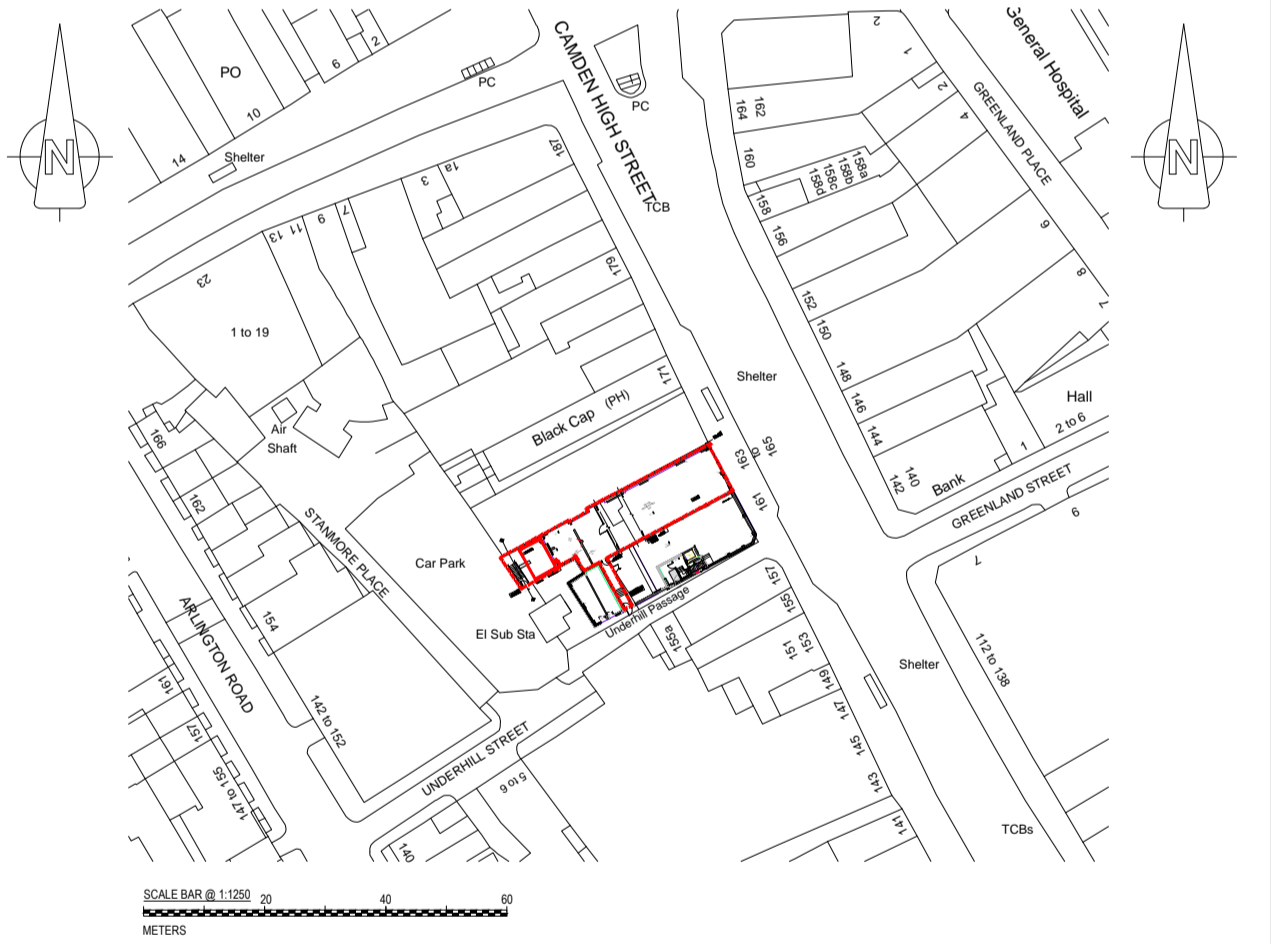 N
N
General Hospital
PO
2
6
10
14
PC
CAMDEN HIGH STREET
PC
2
1
2
4
GREENLAND PLACE
162
164
160
158a
158b
158c
158d
158
156
152
150
148
146
144
142
140
Bank
6
8
7
Hall
2 to 6
1
GREENLAND STREET
9
7
Shelter
187
TCB
1a
3
7
9
11
13
23
1 to 19
179
171
Shelter
Black Cap (PH)
Air
Shaft
166
162
STANMORE PLACE
Car Park
El Sub Sta
163
to
165
161
Underhill Passage
157
155
155a
153
151
149
147
145
143
141
Shelter
112 to 138
TCBs
154
ARLINGTON ROAD
161
157
147 to 155
142 to 152
UNDERHILL STREET
5 to 6
140
SCALE BAR @ 1:1250
20
40
60
METERS